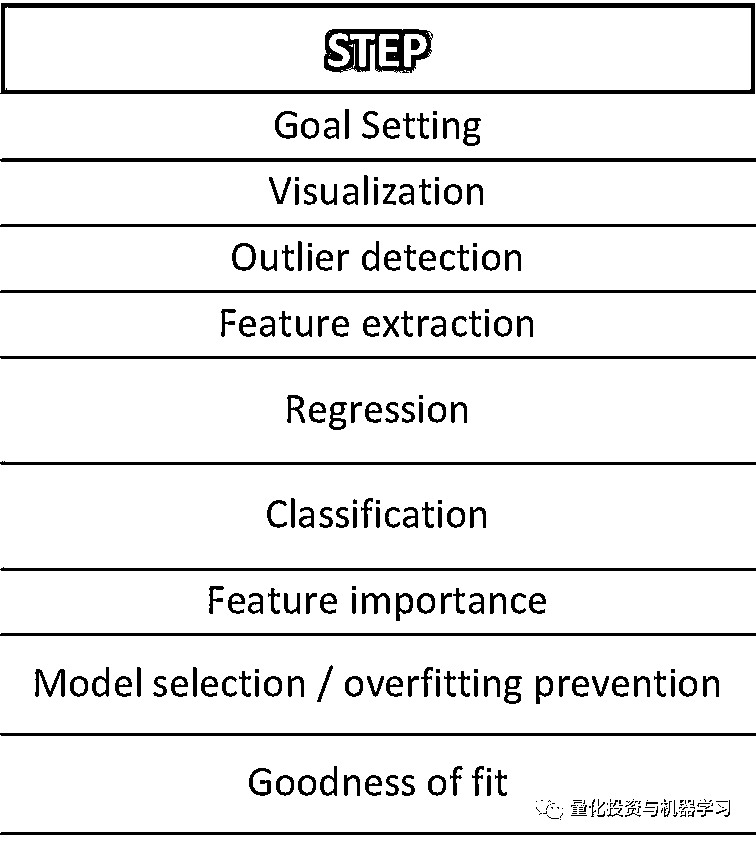 STEP
Goal Setting
Visualization
Outlier detection
Feature extraction
Regression
Classification
Feature importance
Model selection / overfitting prevention
Goodness of fit
量化投资与机器学习